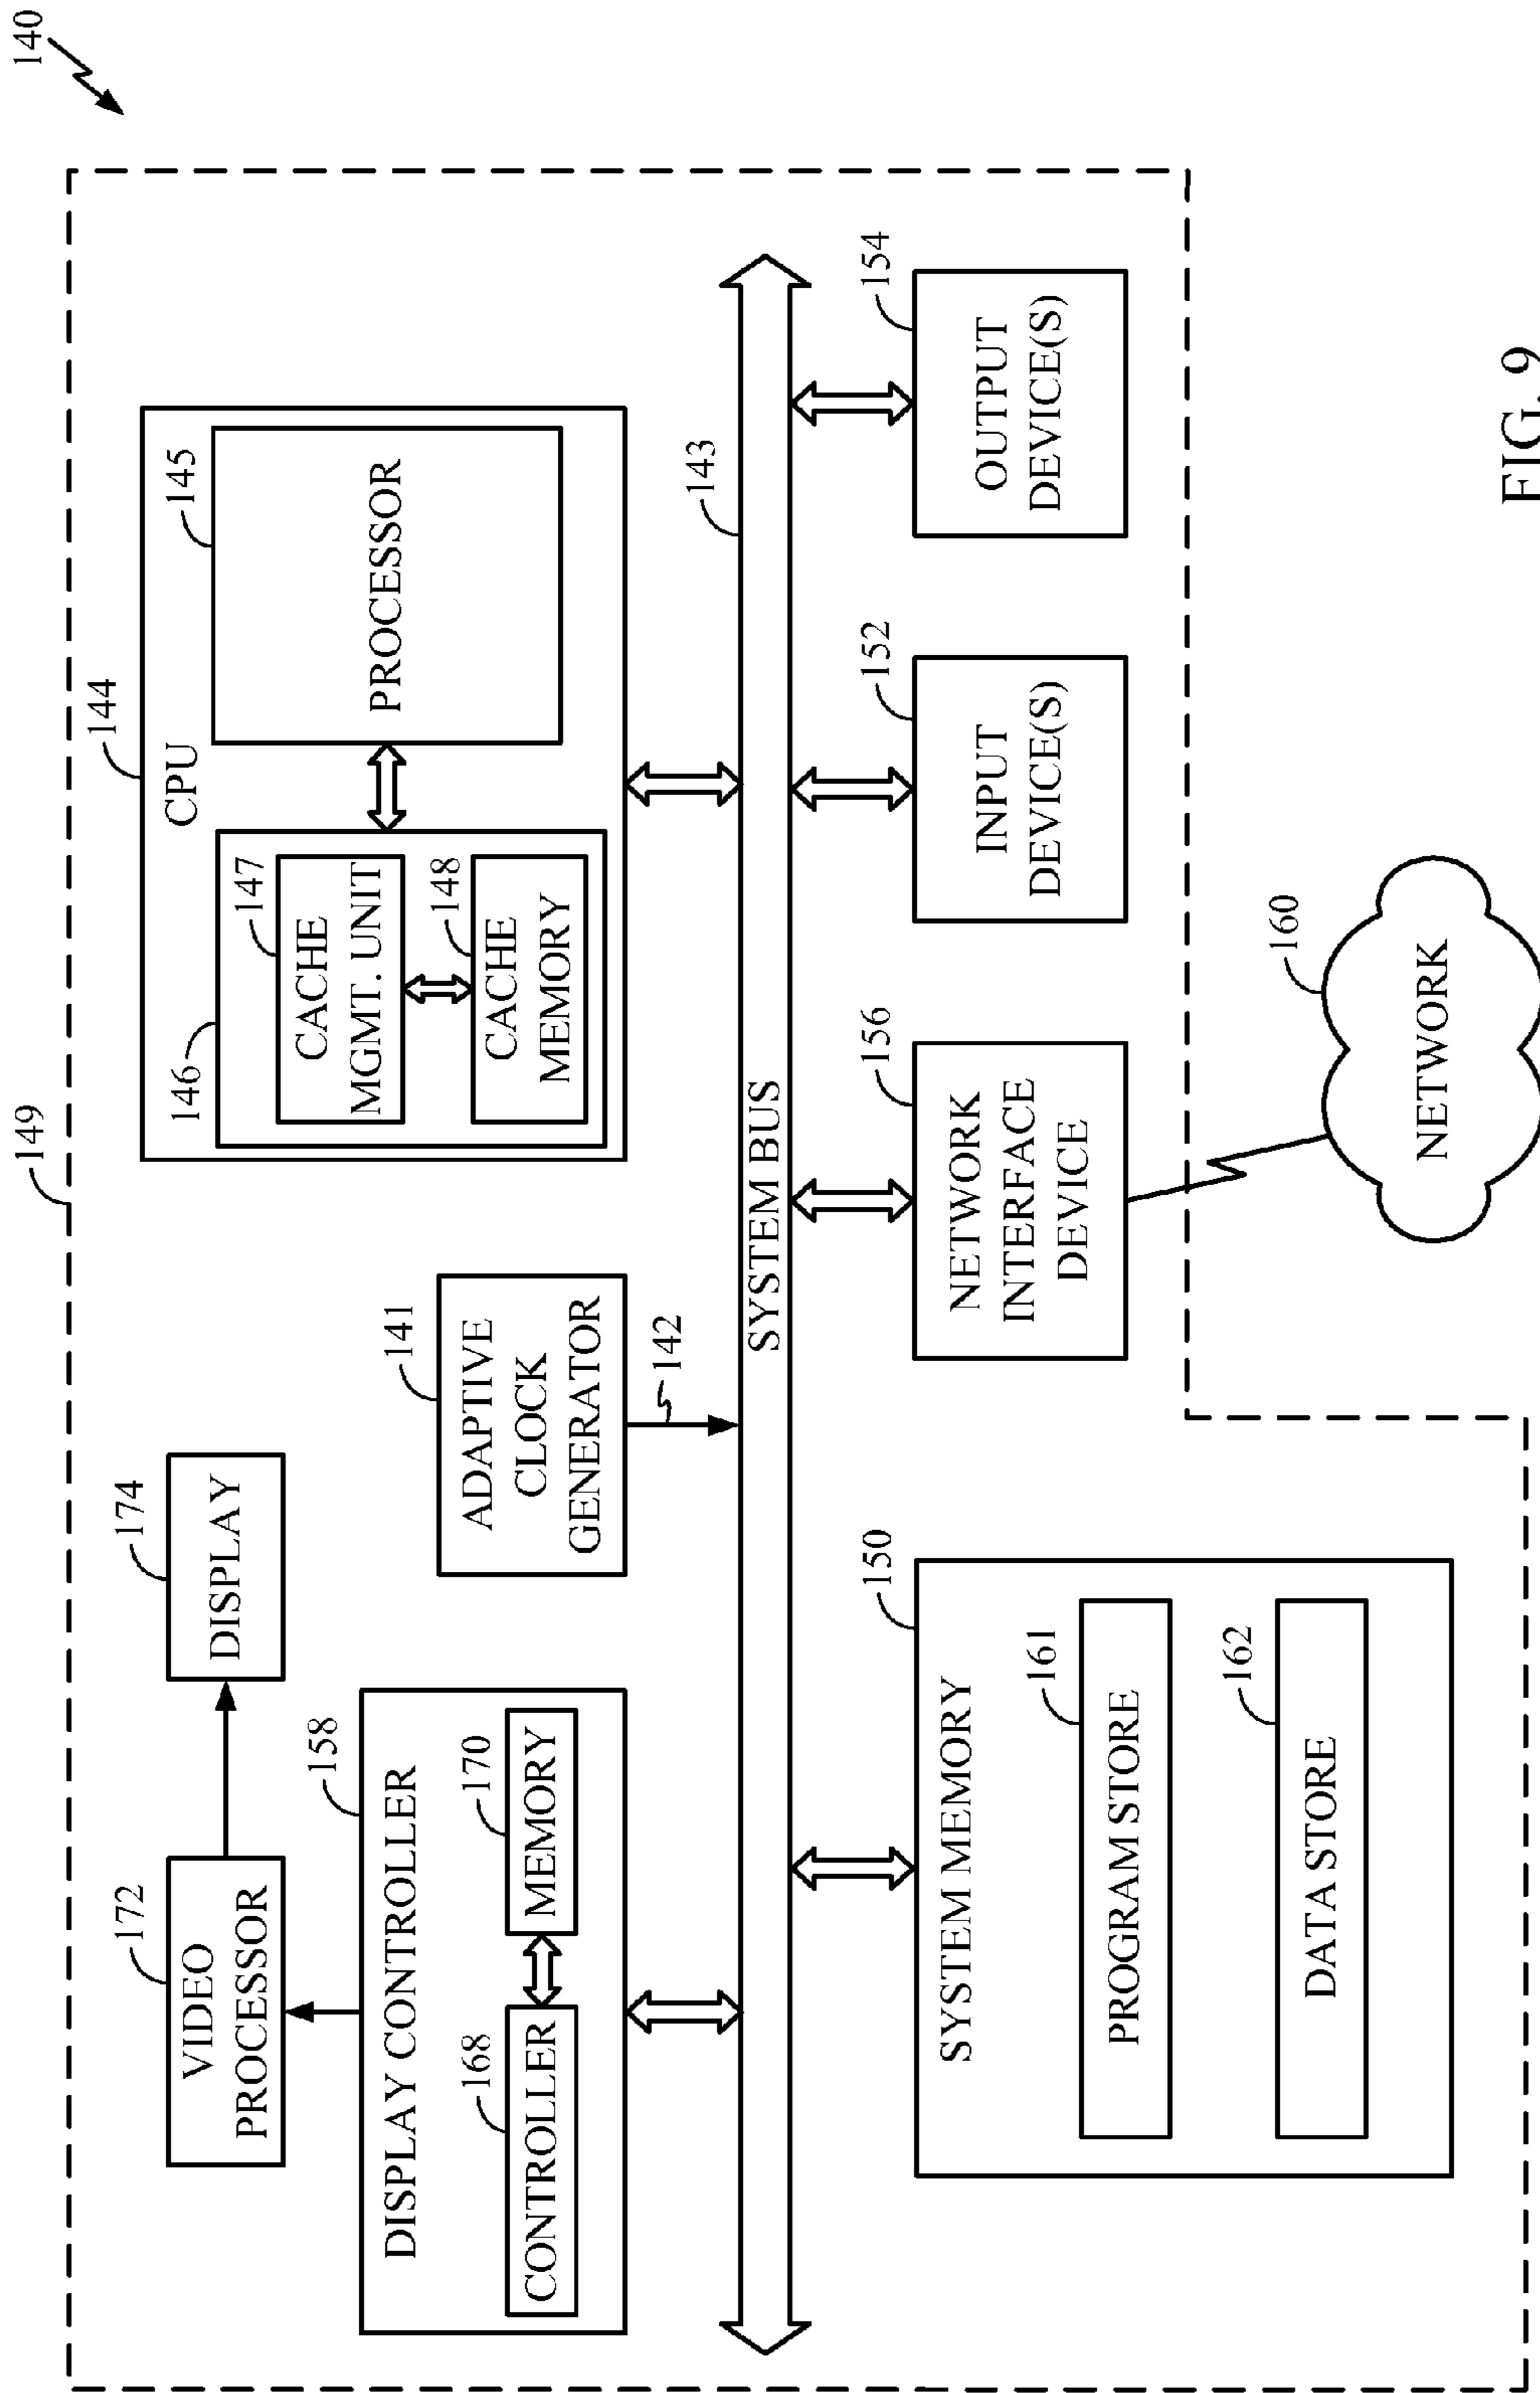 140
149
172
VIDEO
PROCESSOR
174
DISPLAY
144
CPU
145
PROCESSOR
146
147
CACHE
MGMT. UNIT
148
CACHE
MEMORY
158
DISPLAY CONTROLLER
168
CONTROLLER
170
MEMORY
141
ADAPTIVE
CLOCK
GENERATOR
142
143
SYSTEM BUS
150
SYSTEM MEMORY
161
PROGRAM STORE
162
DATA STORE
156
NETWORK
INTERFACE
DEVICE
152
INPUT
DEVICE(S)
154
OUTPUT
DEVICE(S)
160
NETWORK
FIG. 9